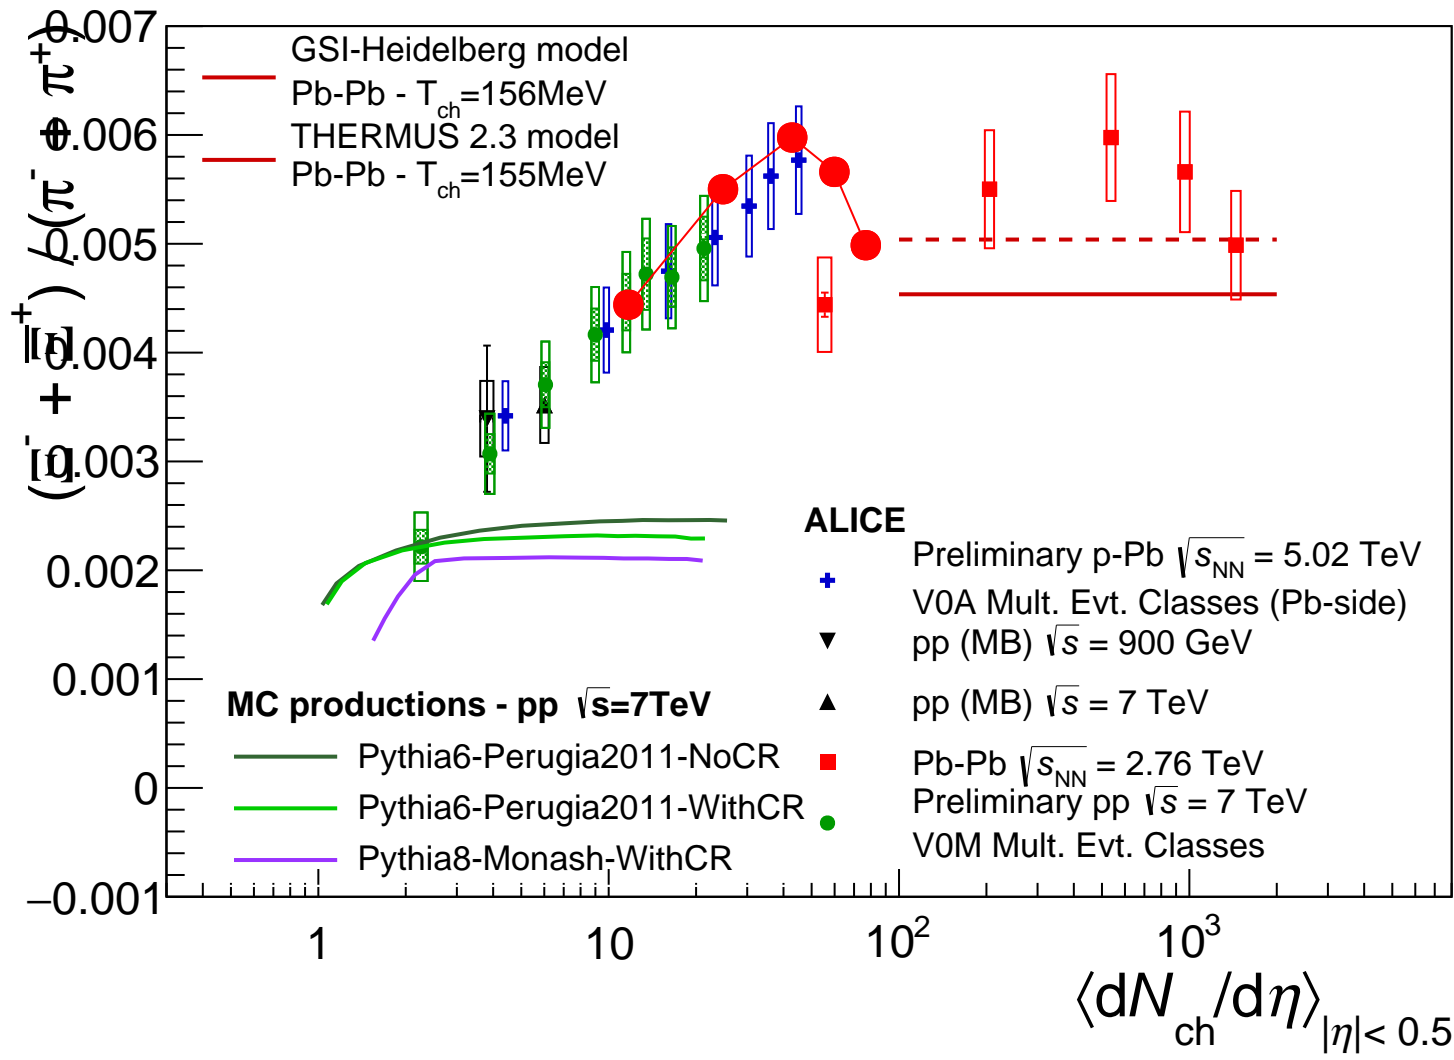 0.007
0.006
0.005
0.004
0.003
0.002
0.001
0
−0.001
(Ξ⁻ + Ξ̅⁺) / (π⁻ + π⁺)
GSI-Heidelberg model
Pb-Pb - T_ch=156MeV
THERMUS 2.3 model
Pb-Pb - T_ch=155MeV
ALICE
Preliminary p-Pb √s_NN = 5.02 TeV
V0A Mult. Evt. Classes (Pb-side)
pp (MB) √s = 900 GeV
pp (MB) √s = 7 TeV
Pb-Pb √s_NN = 2.76 TeV
Preliminary pp √s = 7 TeV
V0M Mult. Evt. Classes
MC productions - pp √s=7TeV
Pythia6-Perugia2011-NoCR
Pythia6-Perugia2011-WithCR
Pythia8-Monash-WithCR
1 10 10² 10³
⟨dN_ch/dη⟩_|η|< 0.5